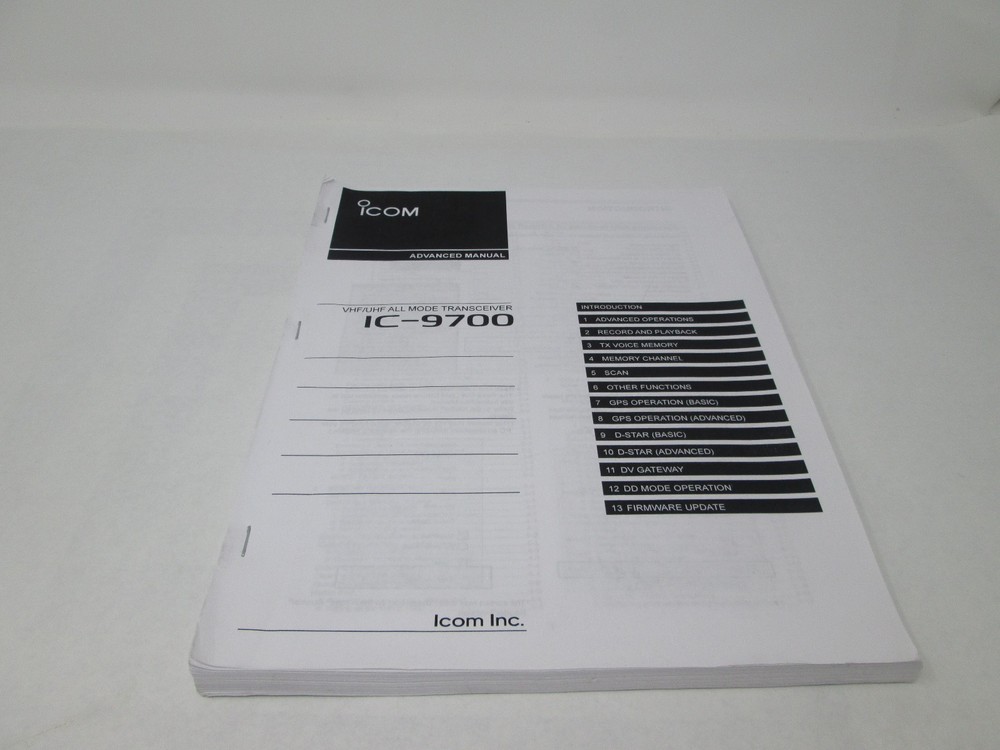 ICOM
ADVANCED MANUAL
VHF/UHF ALL MODE TRANSCEIVER
IC-9700
INTRODUCTION
1 ADVANCED OPERATIONS
2 RECORD AND PLAYBACK
3 TX VOICE MEMORY
4 MEMORY CHANNEL
5 SCAN
6 OTHER FUNCTIONS
7 GPS OPERATION (BASIC)
8 GPS OPERATION (ADVANCED)
9 D-STAR (BASIC)
10 D-STAR (ADVANCED)
11 DV GATEWAY
12 DD MODE OPERATION
13 FIRMWARE UPDATE
Icom Inc.